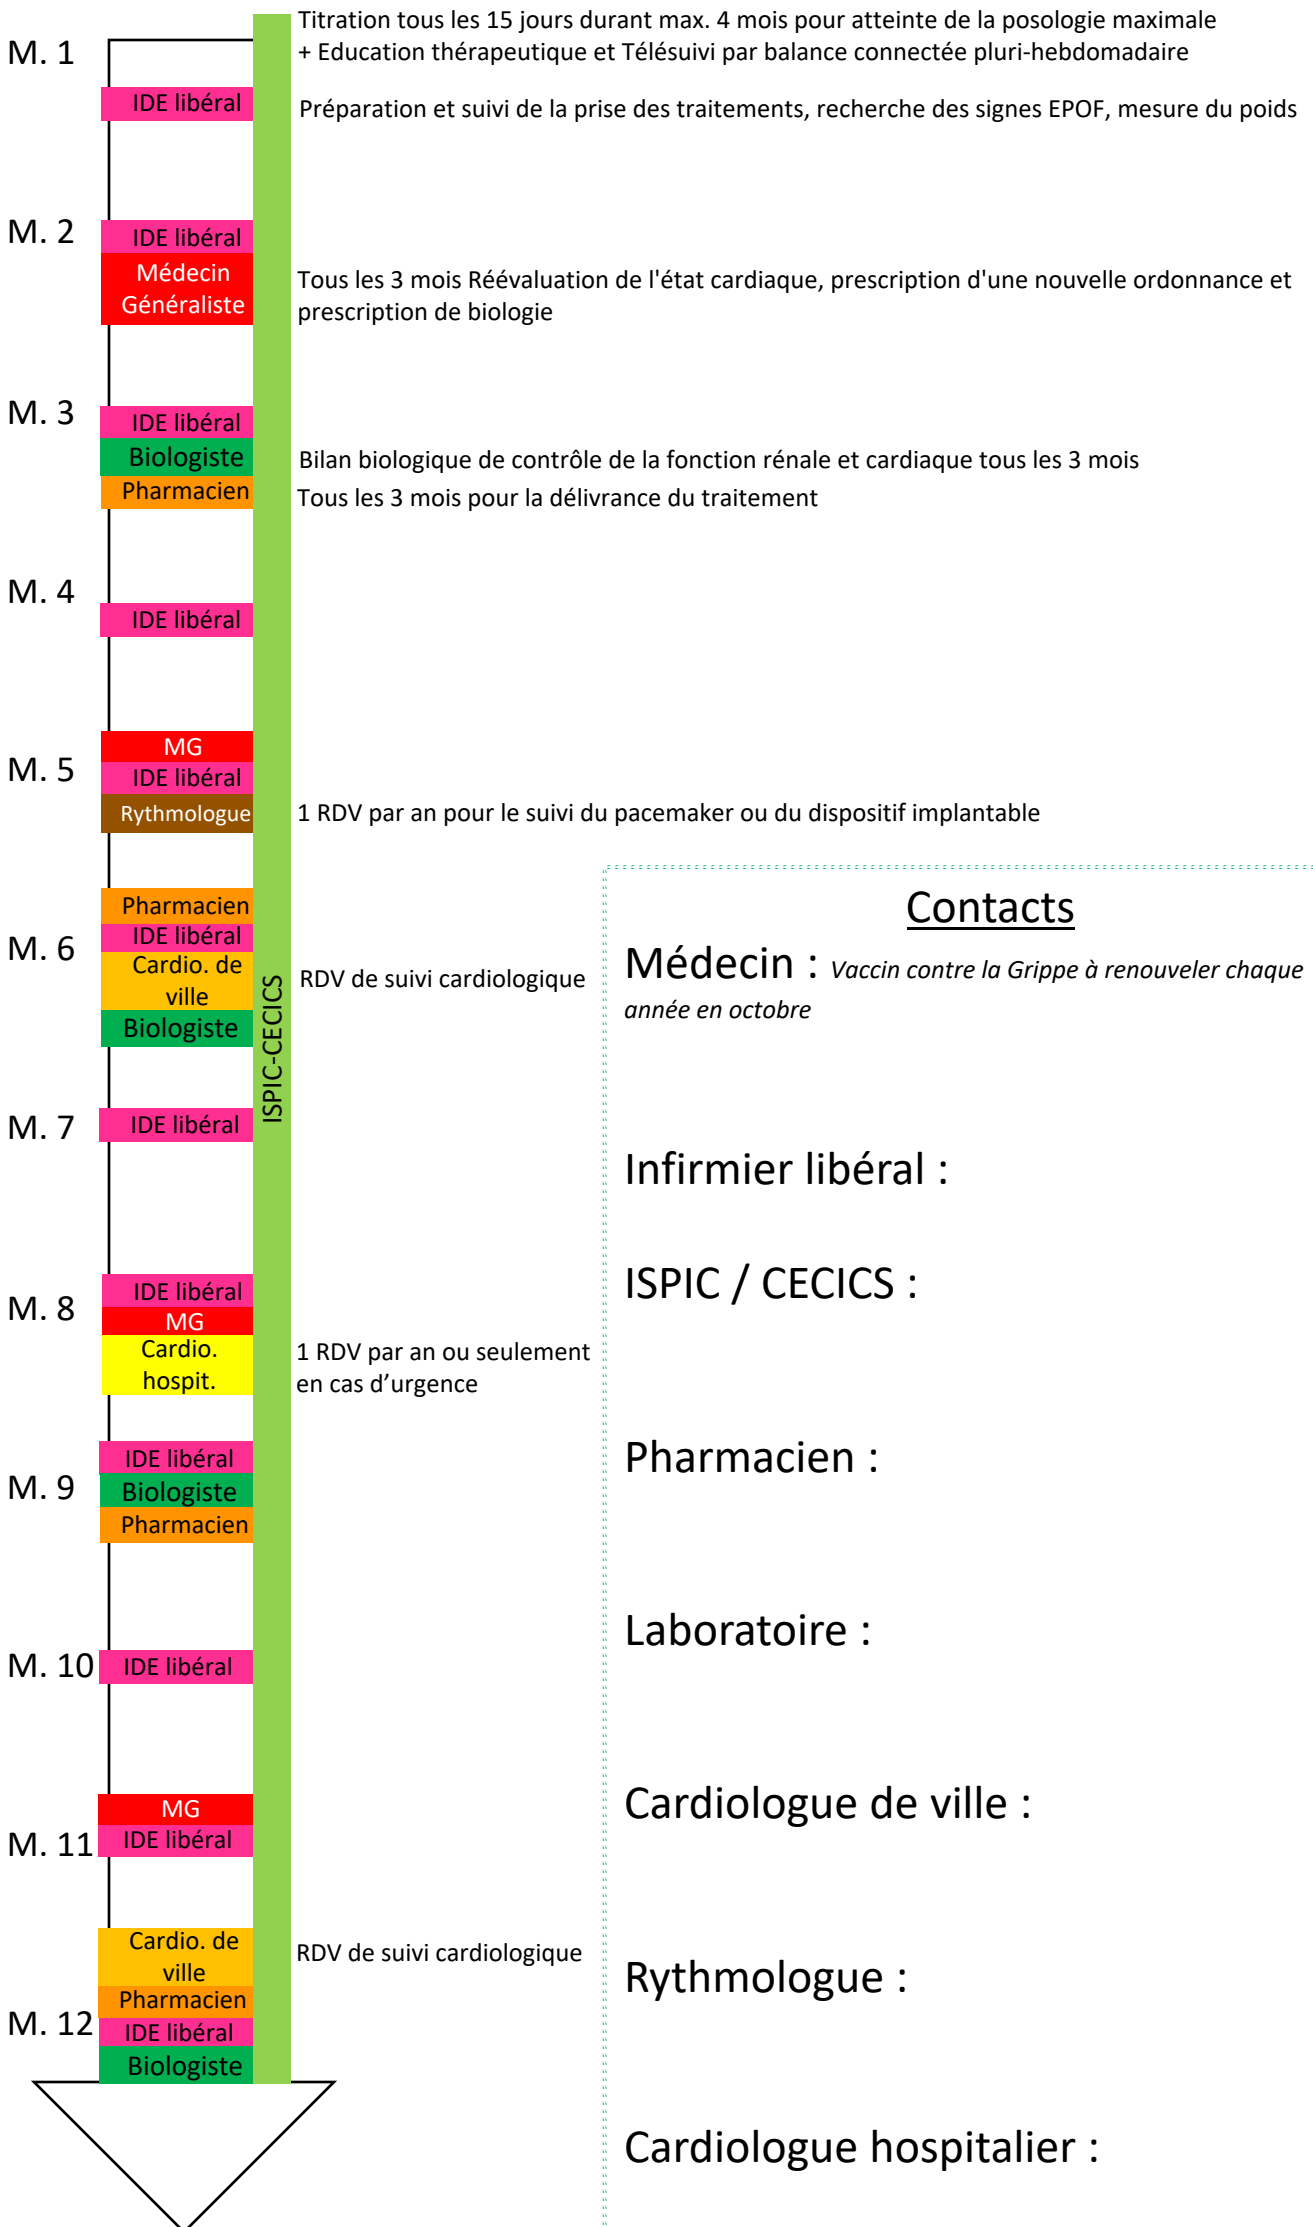 Titration tous les 15 jours durant max. 4 mois pour atteinte de la posologie maximale
+ Education thérapeutique et Télésuivi par balance connectée pluri-hebdomadaire
M. 1
IDE libéral
Préparation et suivi de la prise des traitements, recherche des signes EPOF, mesure du poids
M. 2
IDE libéral
Médecin
Généraliste
Tous les 3 mois Réévaluation de l'état cardiaque, prescription d'une nouvelle ordonnance et
prescription de biologie
M. 3
IDE libéral
Biologiste
Bilan biologique de contrôle de la fonction rénale et cardiaque tous les 3 mois
Pharmacien
Tous les 3 mois pour la délivrance du traitement
M. 4
IDE libéral
MG
M. 5
IDE libéral
Rythmologue
1 RDV par an pour le suivi du pacemaker ou du dispositif implantable
Pharmacien
M. 6
IDE libéral
Cardio. de
ville
RDV de suivi cardiologique
Biologiste
ISPIC-CECICS
M. 7
IDE libéral
IDE libéral
M. 8
MG
Cardio.
hospit.
1 RDV par an ou seulement
en cas d’urgence
IDE libéral
M. 9
Biologiste
Pharmacien
M. 10
IDE libéral
MG
M. 11
IDE libéral
Cardio. de
ville
RDV de suivi cardiologique
Pharmacien
M. 12
IDE libéral
Biologiste
Contacts
Médecin : Vaccin contre la Grippe à renouveler chaque
année en octobre
Infirmier libéral :
ISPIC / CECICS :
Pharmacien :
Laboratoire :
Cardiologue de ville :
Rythmologue :
Cardiologue hospitalier :